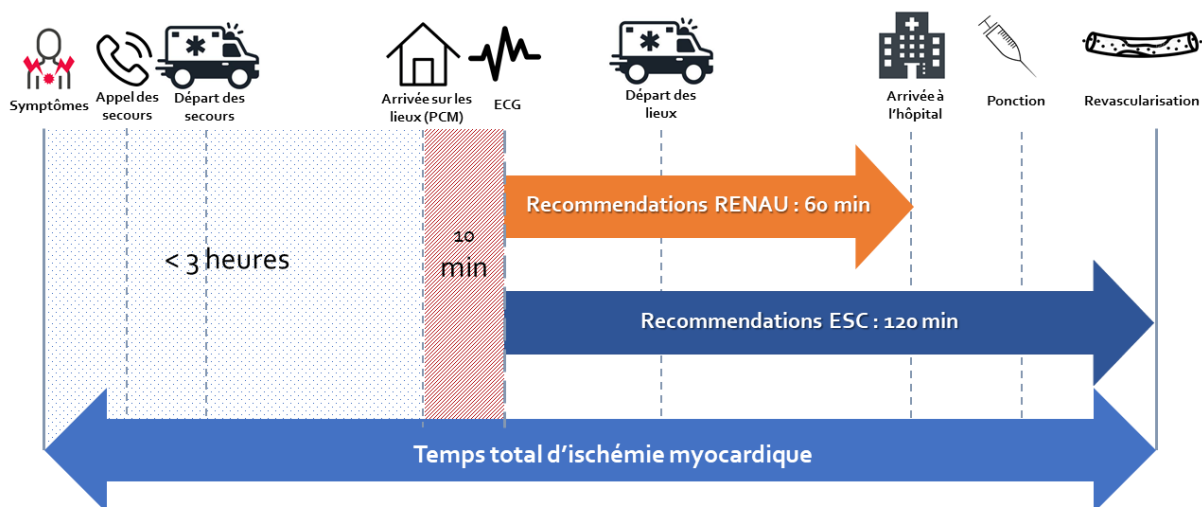 Symptômes
Appel des
secours
Départ des
secours
Arrivée sur les
lieux (PCM)
ECG
Départ des
lieux
Arrivée à
l'hôpital
Ponction
Revascularisation
Recommendations RENAU : 60 min
< 3 heures
10
min
Recommendations ESC : 120 min
Temps total d'ischémie myocardique